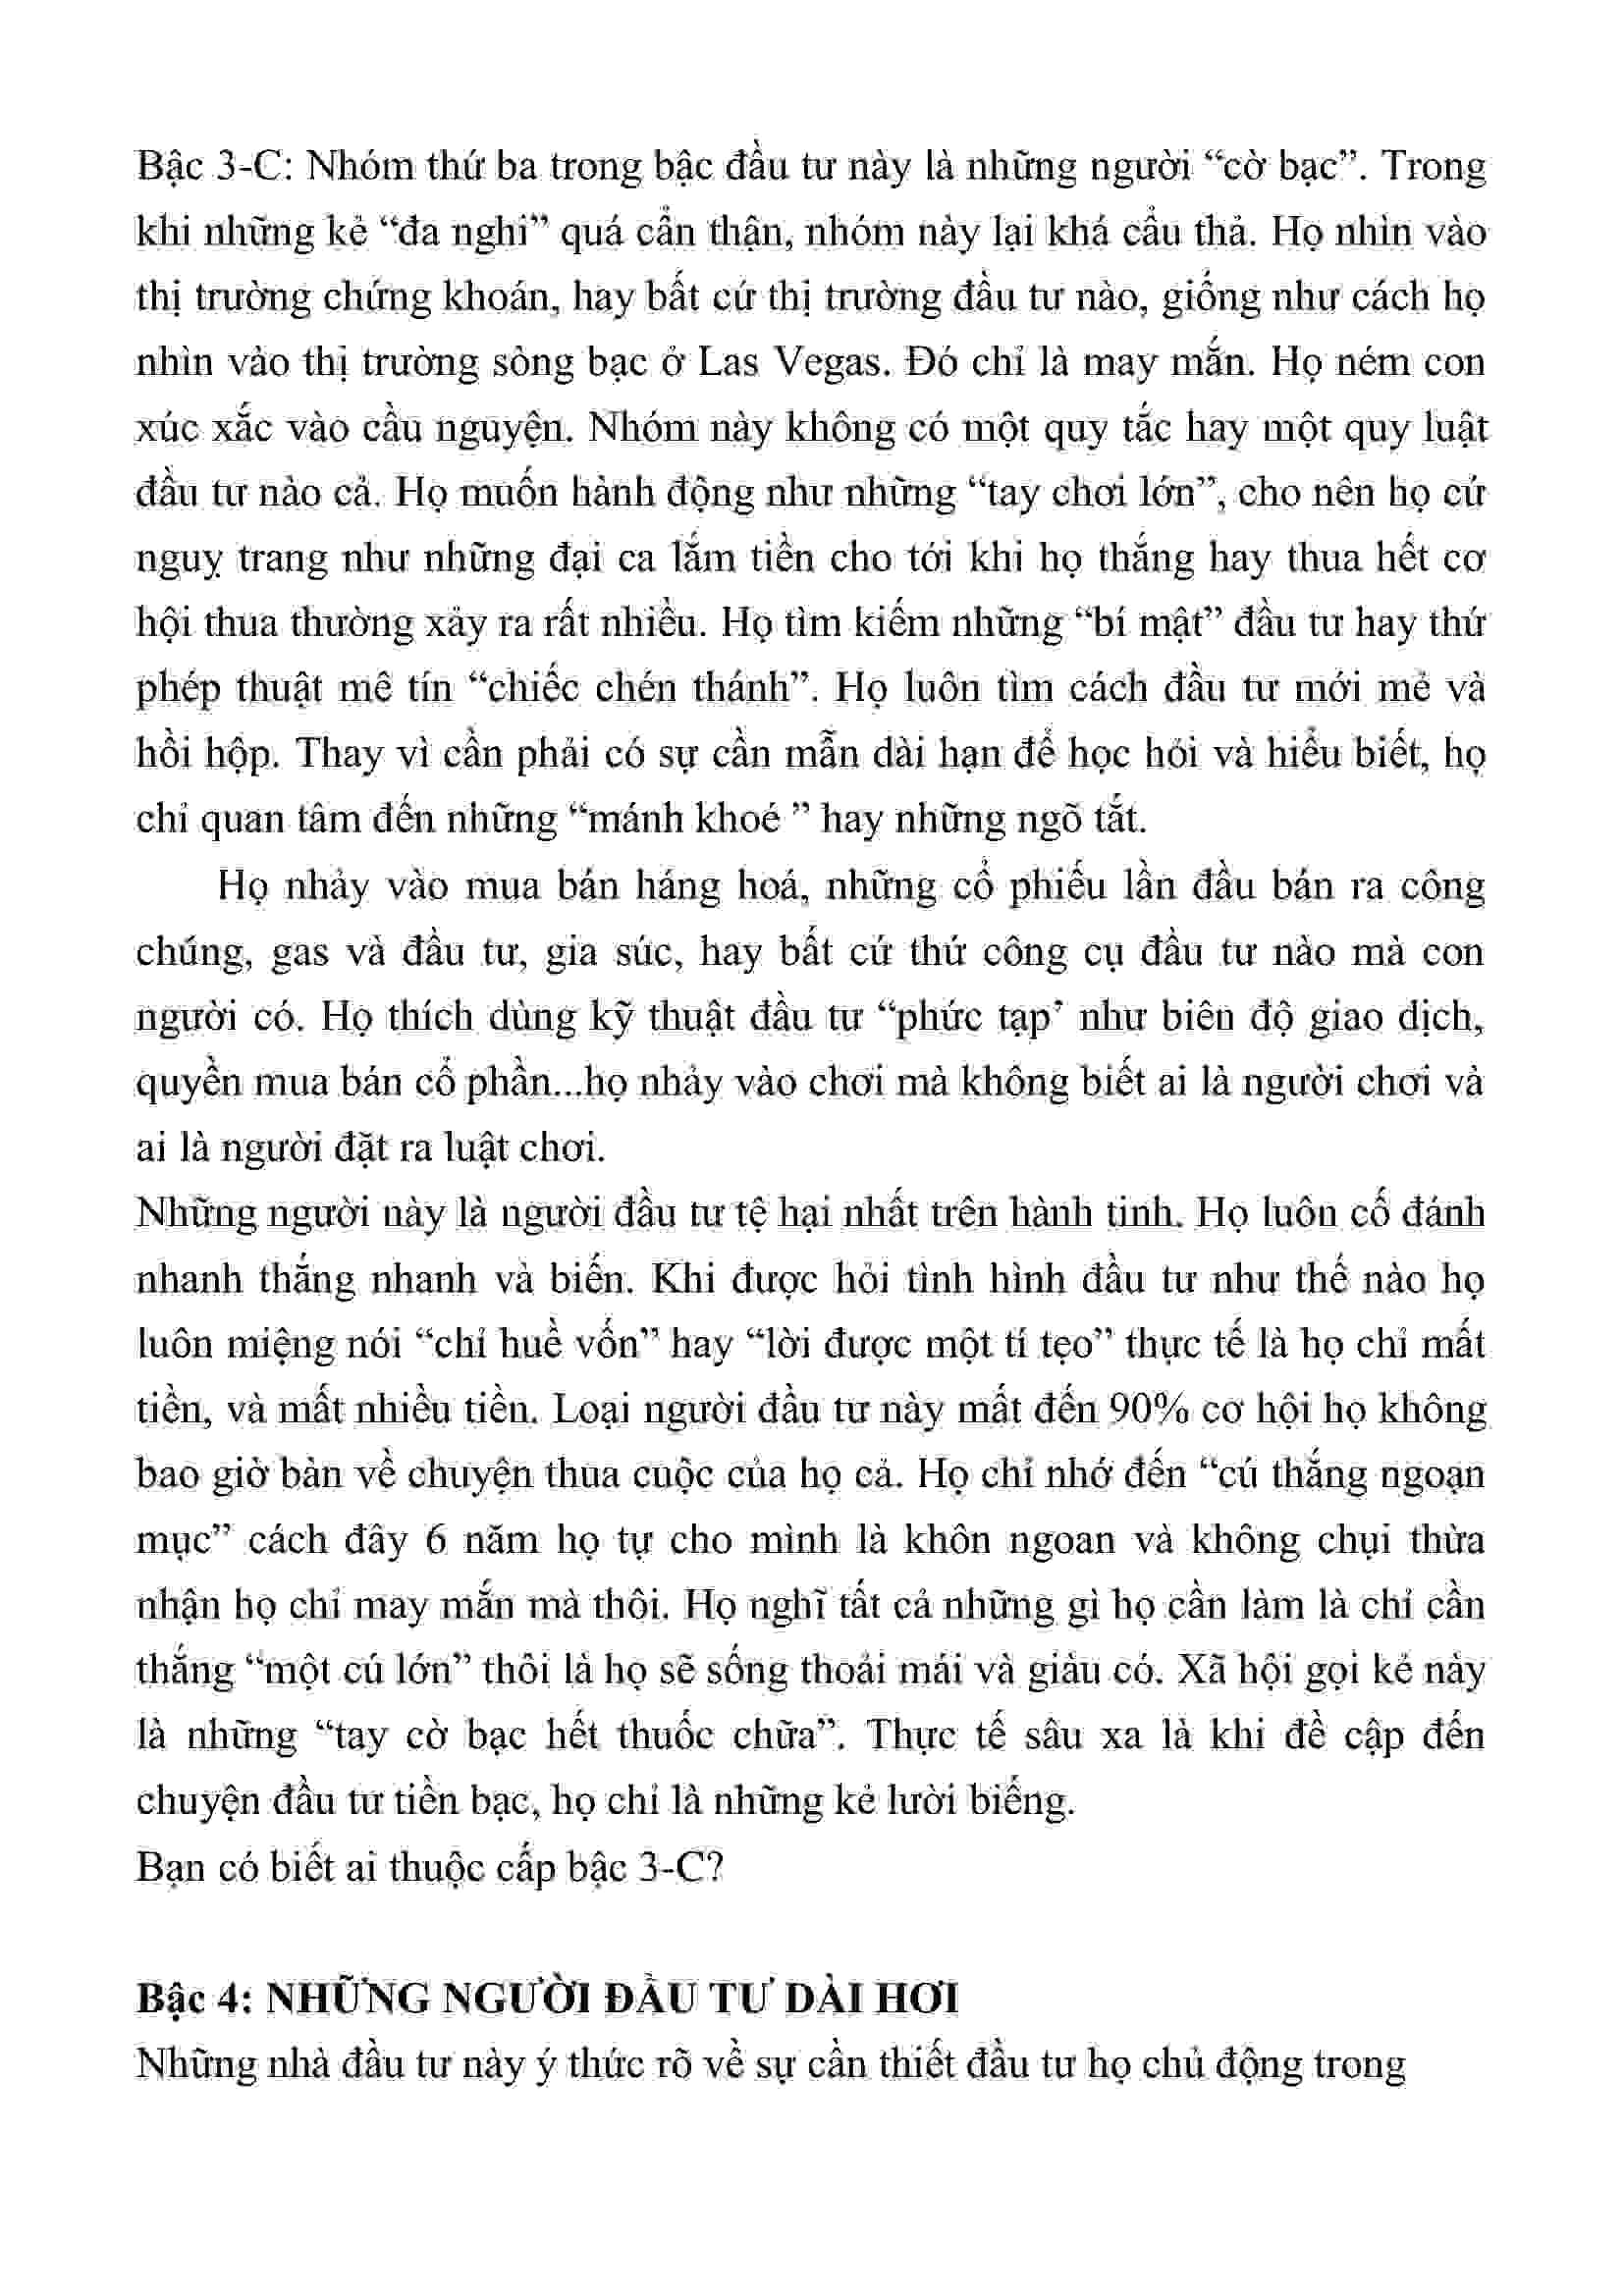 Bậc 3-C: Nhóm thứ ba trong bậc đầu tư này là những người “cờ bạc”. Trong
khi những kẻ “đa nghi” quá cẩn thận, nhóm này lại khá cẩu thả. Họ nhìn vào
thị trường chứng khoán, hay bất cứ thị trường đầu tư nào, giống như cách họ
nhìn vào thị trường sòng bạc ở Las Vegas. Đó chỉ là may mắn. Họ ném con
xúc xắc vào cầu nguyện. Nhóm này không có một quy tắc hay một quy luật
đầu tư nào cả. Họ muốn hành động như những “tay chơi lớn”, cho nên họ cứ
nguỵ trang như những đại ca lắm tiền cho tới khi họ thắng hay thua hết cơ
hội thua thường xảy ra rất nhiều. Họ tìm kiếm những “bí mật” đầu tư hay thứ
phép thuật mê tín “chiếc chén thánh”. Họ luôn tìm cách đầu tư mới mẻ và
hồi hộp. Thay vì cần phải có sự cần mẫn dài hạn để học hỏi và hiểu biết, họ
chỉ quan tâm đến những “mánh khoé ” hay những ngõ tắt.
Họ nhảy vào mua bán háng hoá, những cổ phiếu lần đầu bán ra công
chúng, gas và đầu tư, gia súc, hay bất cứ thứ công cụ đầu tư nào mà con
người có. Họ thích dùng kỹ thuật đầu tư “phức tạp’ như biên độ giao dịch,
quyền mua bán cổ phần...họ nhảy vào chơi mà không biết ai là người chơi và
ai là người đặt ra luật chơi.
Những người này là người đầu tư tệ hại nhất trên hành tinh. Họ luôn cố đánh
nhanh thắng nhanh và biến. Khi được hỏi tình hình đầu tư như thế nào họ
luôn miệng nói “chỉ huề vốn” hay “lời được một tí tẹo” thực tế là họ chỉ mất
tiền, và mất nhiều tiền. Loại người đầu tư này mất đến 90% cơ hội họ không
bao giờ bàn về chuyện thua cuộc của họ cả. Họ chỉ nhớ đến “cú thắng ngoạn
mục” cách đây 6 năm họ tự cho mình là khôn ngoan và không chụi thừa
nhận họ chỉ may mắn mà thôi. Họ nghĩ tất cả những gì họ cần làm là chỉ cần
thắng “một cú lớn” thôi là họ sẽ sống thoải mái và giàu có. Xã hội gọi kẻ này
là những “tay cờ bạc hết thuốc chữa”. Thực tế sâu xa là khi đề cập đến
chuyện đầu tư tiền bạc, họ chỉ là những kẻ lười biếng.
Bạn có biết ai thuộc cấp bậc 3-C?
Bậc 4: NHỮNG NGƯỜI ĐẦU TƯ DÀI HƠI
Những nhà đầu tư này ý thức rõ về sự cần thiết đầu tư họ chủ động trong